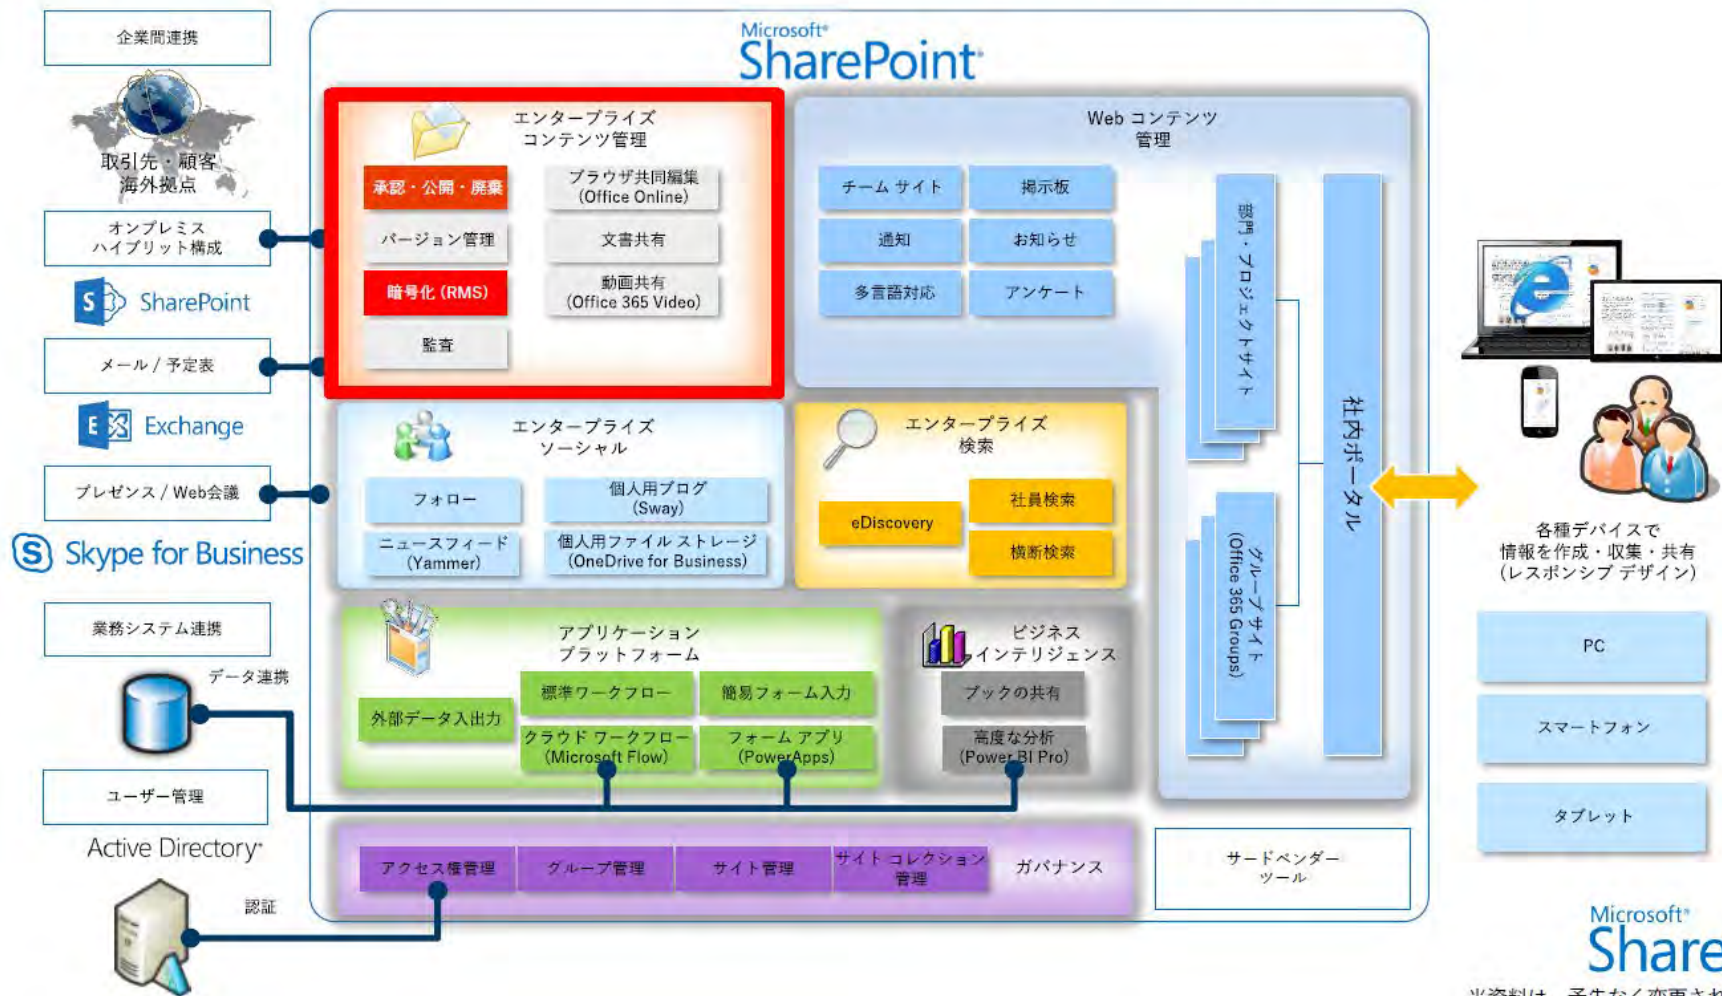 企業間連携
取引先・顧客
海外拠点
オンプレミス
ハイブリット構成
SharePoint
メール / 予定表
Exchange
プレゼンス / Web会議
Skype for Business
業務システム連携
データ連携
ユーザー管理
Active Directory
認証
Microsoft
SharePoint
エンタープライズ
コンテンツ管理
承認・公開・廃棄
ブラウザ共同編集
(Office Online)
バージョン管理
文書共有
暗号化 (RMS)
動画共有
(Office 365 Video)
監査
Web コンテンツ
管理
チーム サイト
掲示板
通知
お知らせ
多言語対応
アンケート
部門・プロジェクトサイト
グループ サイト
(Office 365 Groups)
社内ポータル
エンタープライズ
ソーシャル
フォロー
個人用ブログ
(Sway)
ニュースフィード
(Yammer)
個人用ファイル ストレージ
(OneDrive for Business)
エンタープライズ
検索
eDiscovery
社員検索
横断検索
アプリケーション
プラットフォーム
外部データ入出力
標準ワークフロー
簡易フォーム入力
クラウド ワークフロー
(Microsoft Flow)
フォーム アプリ
(PowerApps)
ビジネス
インテリジェンス
ブックの共有
高度な分析
(Power BI Pro)
アクセス権管理
グループ管理
サイト管理
サイト コレクション
管理
ガバナンス
サードベンダー
ツール
各種デバイスで
情報を作成・収集・共有
(レスポンシブ デザイン)
PC
スマートフォン
タブレット
Microsoft
Share
当資料は、予告なく変更され